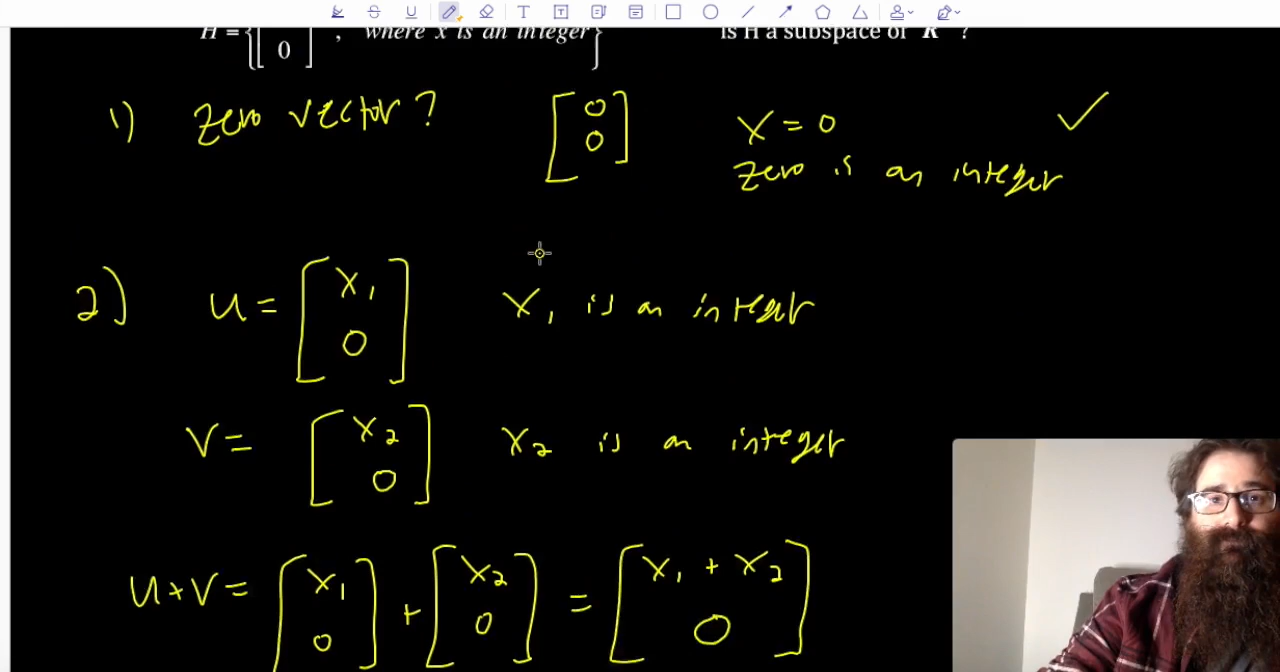 H = {[ 0 ] , where x is an integer} is H a subspace of R ?
1) zero vector? [0 0] x = 0 ✓
zero is an integer
2) u = [x₁ 0] x₁ is an integer
v = [x₂ 0] x₂ is an integer
u+v = [x₁ 0] + [x₂ 0] = [x₁ + x₂ 0]